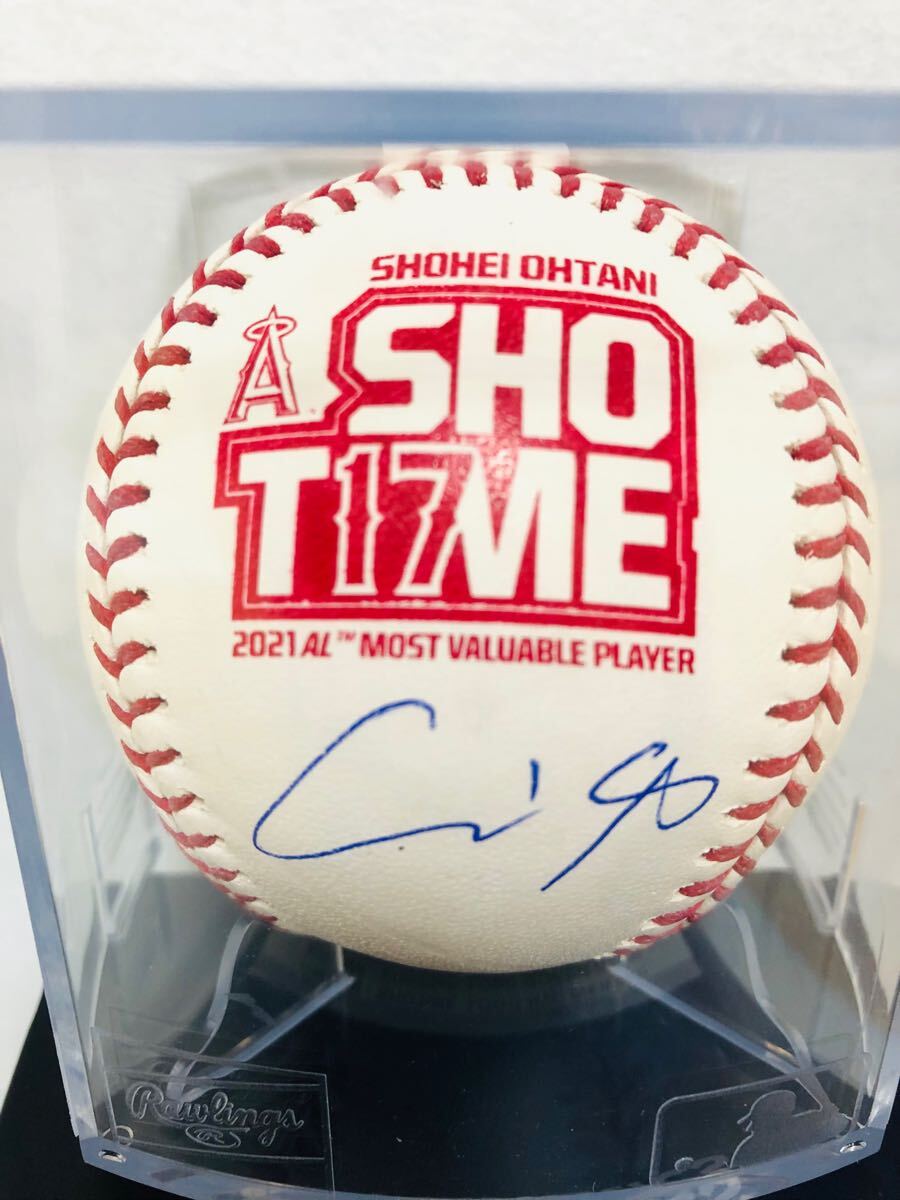 SHOHEI OHTANI
A SHO
T17ME
2021 AL™ MOST VALUABLE PLAYER
Rawlings